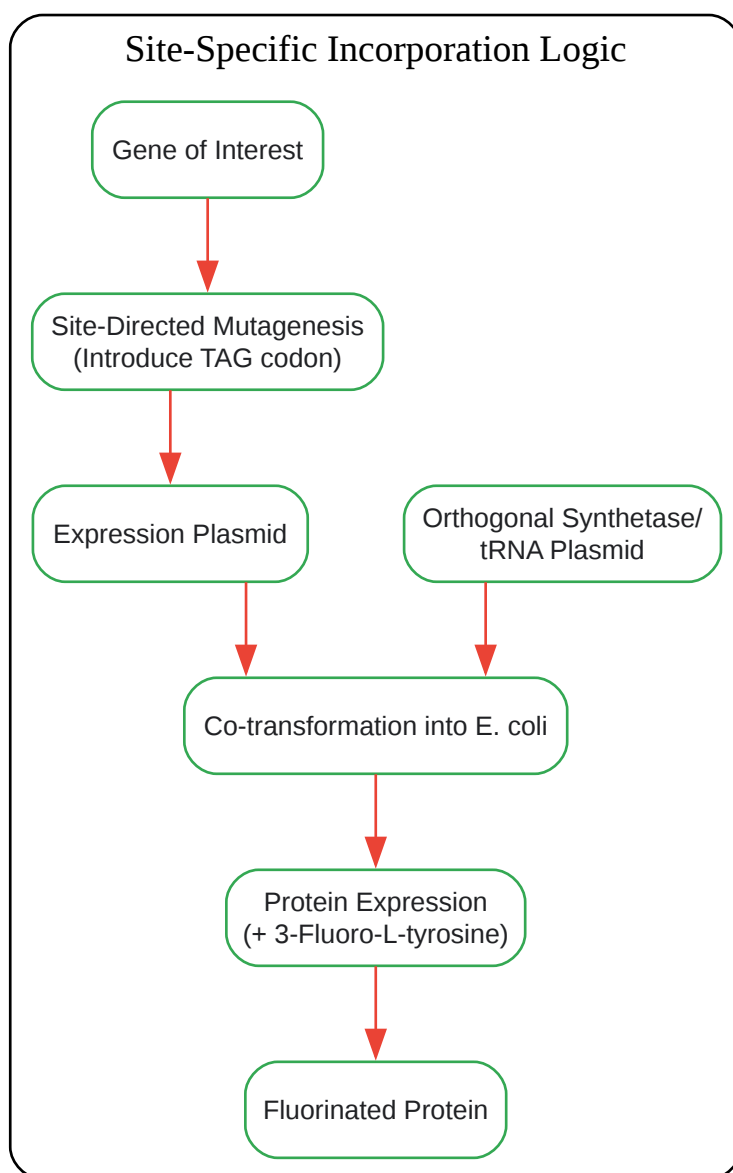 Site-Specific Incorporation Logic
Gene of Interest
Site-Directed Mutagenesis
(Introduce TAG codon)
Expression Plasmid
Orthogonal Synthetase/
tRNA Plasmid
Co-transformation into E. coli
Protein Expression
(+ 3-Fluoro-L-tyrosine)
Fluorinated Protein